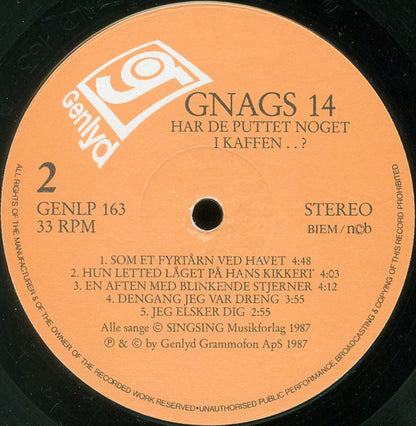 Genlyd
GNAGS 14
HAR DE PUTTET NOGET
I KAFFEN . . ?
2
GENLP 163
33 RPM
STEREO
BIEM / ncb
1. SOM ET FYRTÅRN VED HAVET 4:48
2. HUN LETTED LÅGET PÅ HANS KIKKERT 4:03
3. EN AFTEN MED BLINKENDE STJERNER 4:12
4. DENGANG JEG VAR DRENG 3:55
5. JEG ELSKER DIG 2:55
Alle sange © SINGSING Musikforlag 1987
℗ & © by Genlyd Grammofon ApS 1987
ALL RIGHTS OF THE MANUFACTURER & OF THE OWNER OF THE RECORDED WORK RESERVED • UNAUTHORISED PUBLIC PERFORMANCE, BROADCASTING & COPYING OF THIS RECORD PROHIBITED